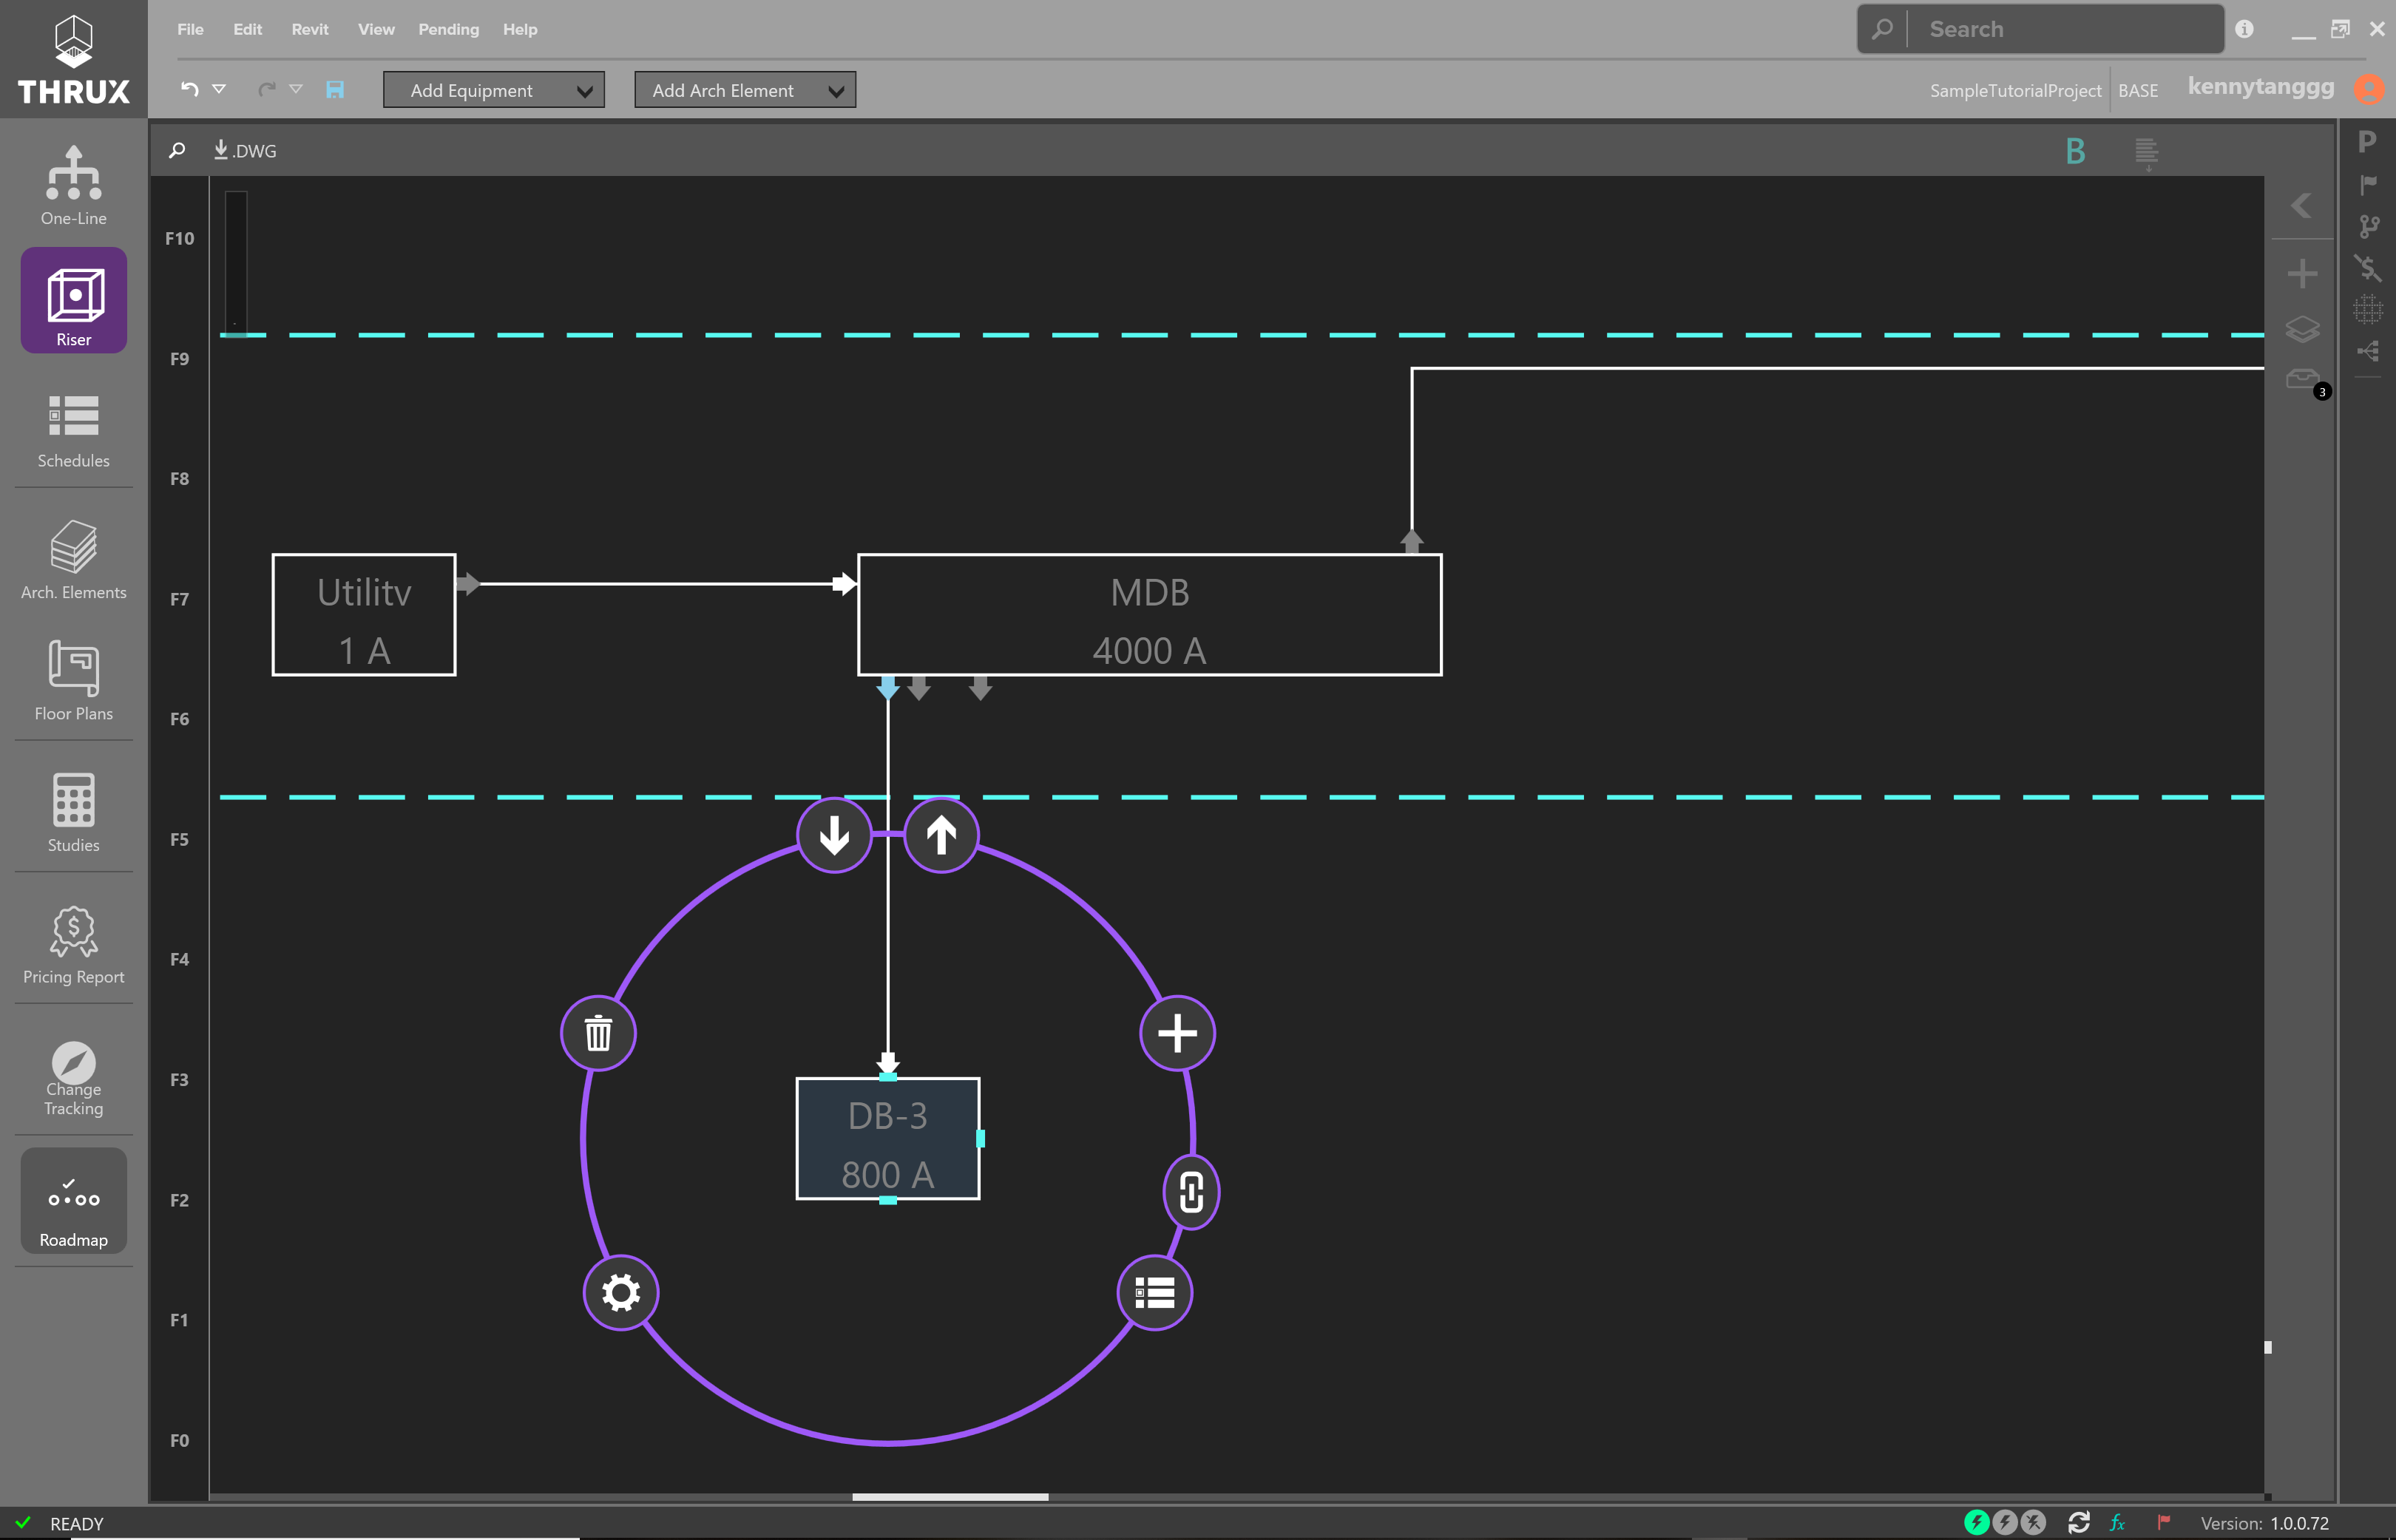 THRUX
File Edit Revit View Pending Help
Search
Add Equipment
Add Arch Element
SampleTutorialProject BASE kennytanggg
.DWG
B
P
One-Line
Riser
Schedules
Arch. Elements
Floor Plans
Studies
Pricing Report
Change
Tracking
Roadmap
F10
F9
F8
F7
F6
F5
F4
F3
F2
F1
F0
Utility
1 A
MDB
4000 A
DB-3
800 A
3
READY
fx
Version: 1.0.0.72